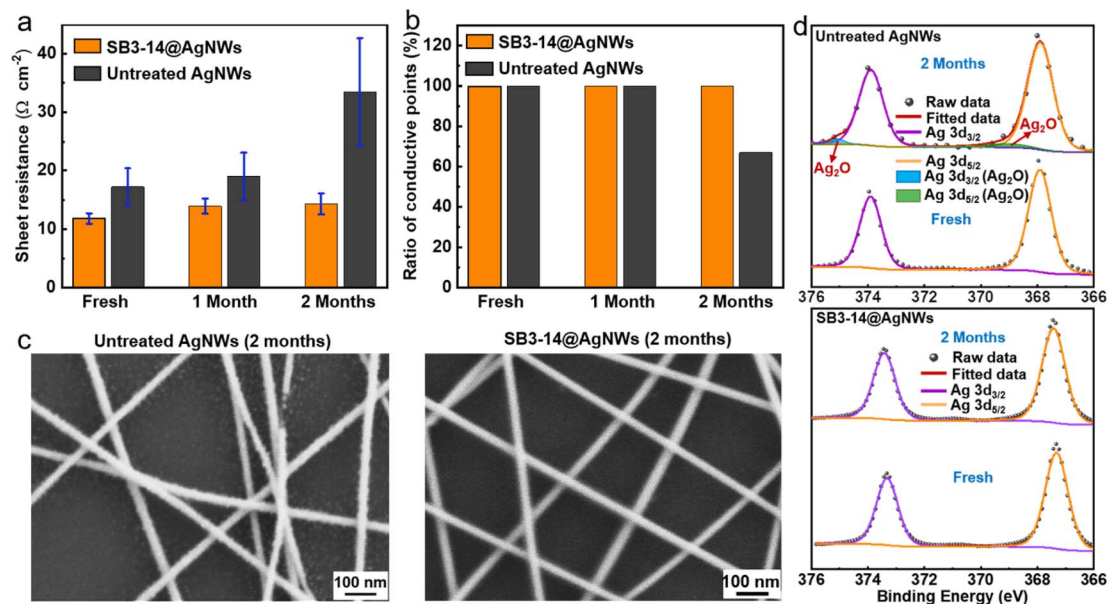 a
SB3-14@AgNWs
Untreated AgNWs
Sheet resistance (Ω cm⁻²)
40
30
20
15
10
5
0
Fresh
1 Month
2 Months
b
SB3-14@AgNWs
Untreated AgNWs
Ratio of conductive points (%)
120
100
80
60
40
20
0
Fresh
1 Month
2 Months
c
Untreated AgNWs (2 months)
100 nm
SB3-14@AgNWs (2 months)
100 nm
d
Untreated AgNWs
2 Months
Raw data
Fitted data
Ag 3d₃/₂
Ag₂O
Ag₂O
Ag 3d₅/₂
Ag 3d₃/₂ (Ag₂O)
Ag 3d₅/₂ (Ag₂O)
Fresh
376 374 372 370 368 366
SB3-14@AgNWs
2 Months
Raw data
Fitted data
Ag 3d₃/₂
Ag 3d₅/₂
Fresh
376 374 372 370 368 366
Binding Energy (eV)